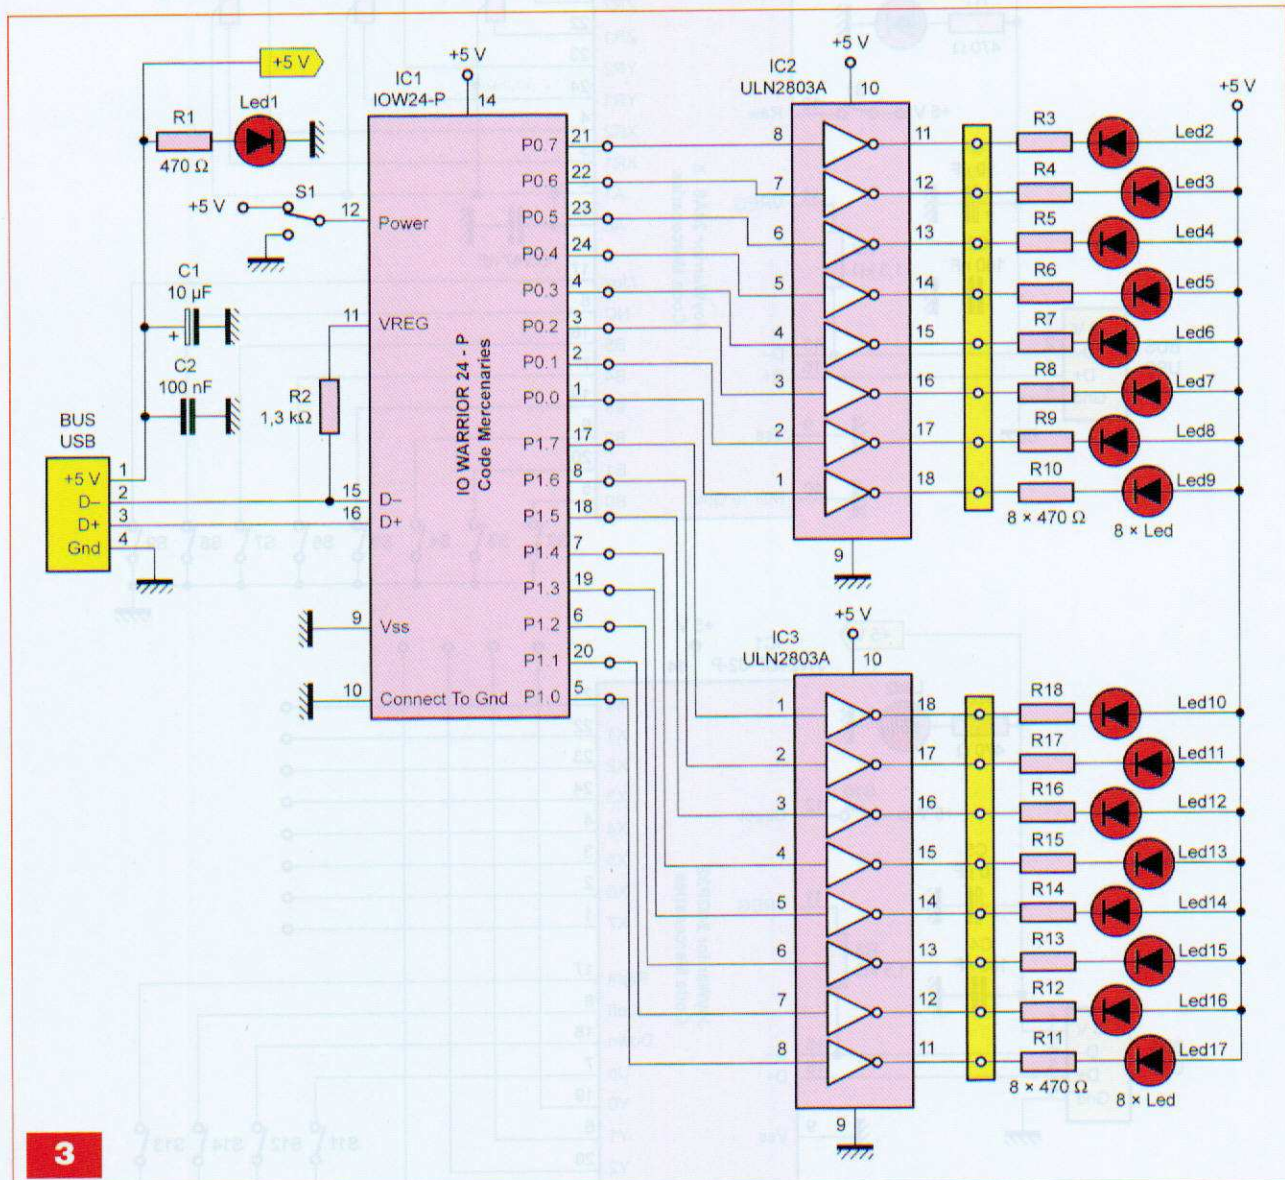 +5 V
R1
470 Ω
Led1
+5 V
S1
12
C1
10 µF
+
C2
100 nF
11
R2
1,3 kΩ
BUS
USB
+5 V
D–
D+
Gnd
1
2
3
4
15
16
9
10
+5 V
IC1
IOW24-P
14
Power
VREG
D–
D+
Vss
Connect To Gnd
IO WARRIOR 24 - P
Code Mercenaries
P0.7 21
P0.6 22
P0.5 23
P0.4 24
P0.3 4
P0.2 3
P0.1 2
P0.0 1
P1.7 17
P1.6 8
P1.5 18
P1.4 7
P1.3 19
P1.2 6
P1.1 20
P1.0 5
+5 V
IC2
ULN2803A
10
8 11 R3 Led2
7 12 R4 Led3
6 13 R5 Led4
5 14 R6 Led5
4 15 R7 Led6
3 16 R8 Led7
2 17 R9 Led8
1 18 R10 Led9
8 × 470 Ω
8 × Led
9
+5 V
+5 V
IC3
ULN2803A
10
1 18 R18 Led10
2 17 R17 Led11
3 16 R16 Led12
4 15 R15 Led13
5 14 R14 Led14
6 13 R13 Led15
7 12 R12 Led16
8 11 R11 Led17
8 × 470 Ω
8 × Led
9
3